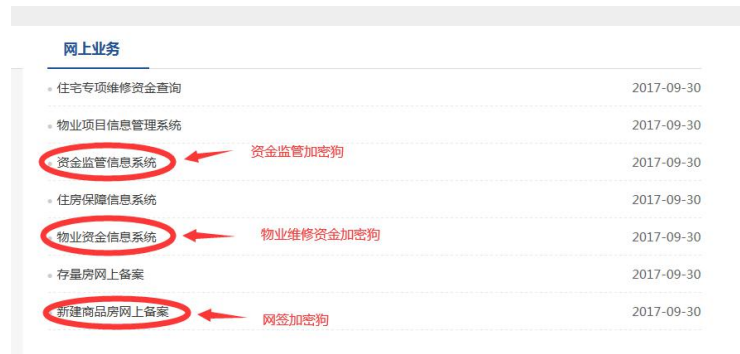 网上业务
住宅专项维修资金查询 2017-09-30
物业项目信息管理系统 2017-09-30
资金监管信息系统 资金监管加密狗 2017-09-30
住房保障信息系统 2017-09-30
物业资金信息系统 物业维修资金加密狗 2017-09-30
存量房网上备案 2017-09-30
新建商品房网上备案 网签加密狗 2017-09-30